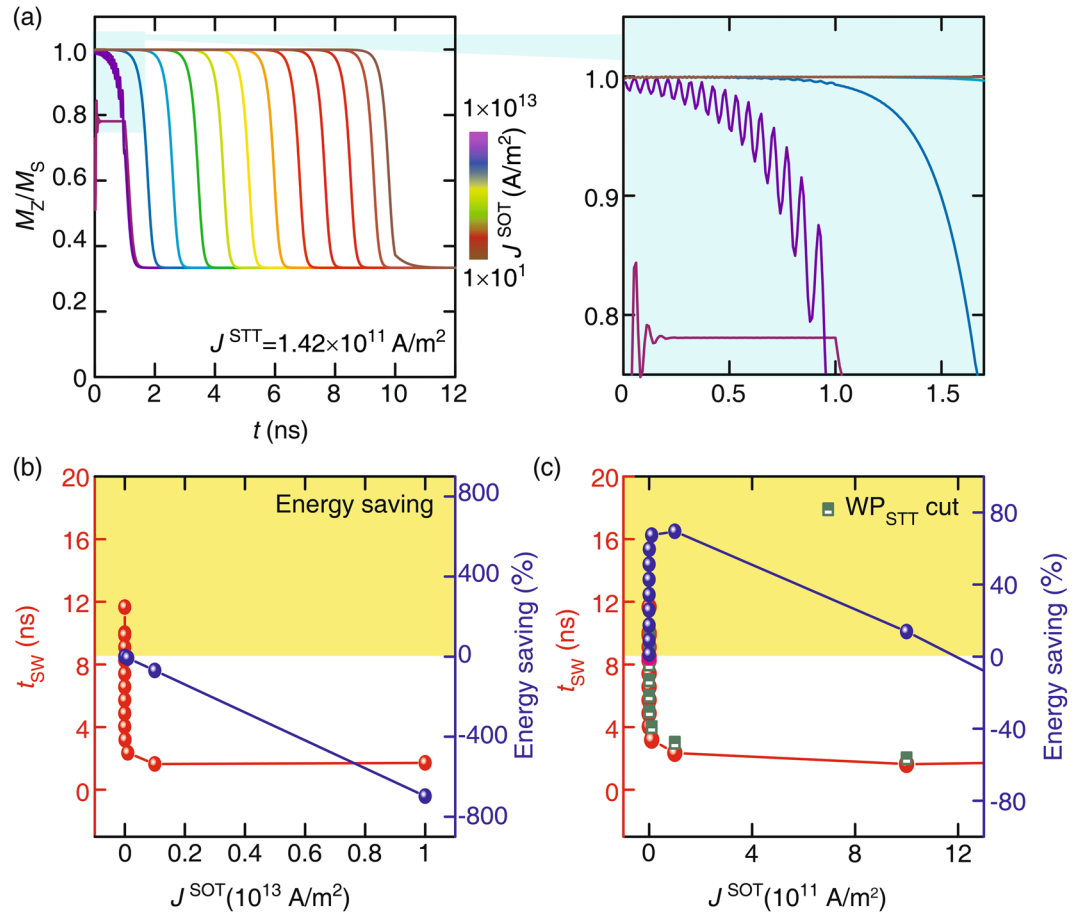 (a)
1.0
0.8
0.6
0.4
0.2
0
M_Z/M_S
0 2 4 6 8 10 12
t (ns)
J^STT=1.42×10^11 A/m²
1×10^13
J^SOT (A/m²)
1×10^1
1.0
0.9
0.8
0 0.5 1.0 1.5
(b)
20
16
12
8
4
0
t_SW (ns)
Energy saving
800
400
0
-400
-800
Energy saving (%)
0 0.2 0.4 0.6 0.8 1
J^SOT(10^13 A/m²)
(c)
20
16
12
8
4
0
t_SW (ns)
WP_STT cut
80
40
0
-40
-80
Energy saving (%)
0 4 8 12
J^SOT(10^11 A/m²)